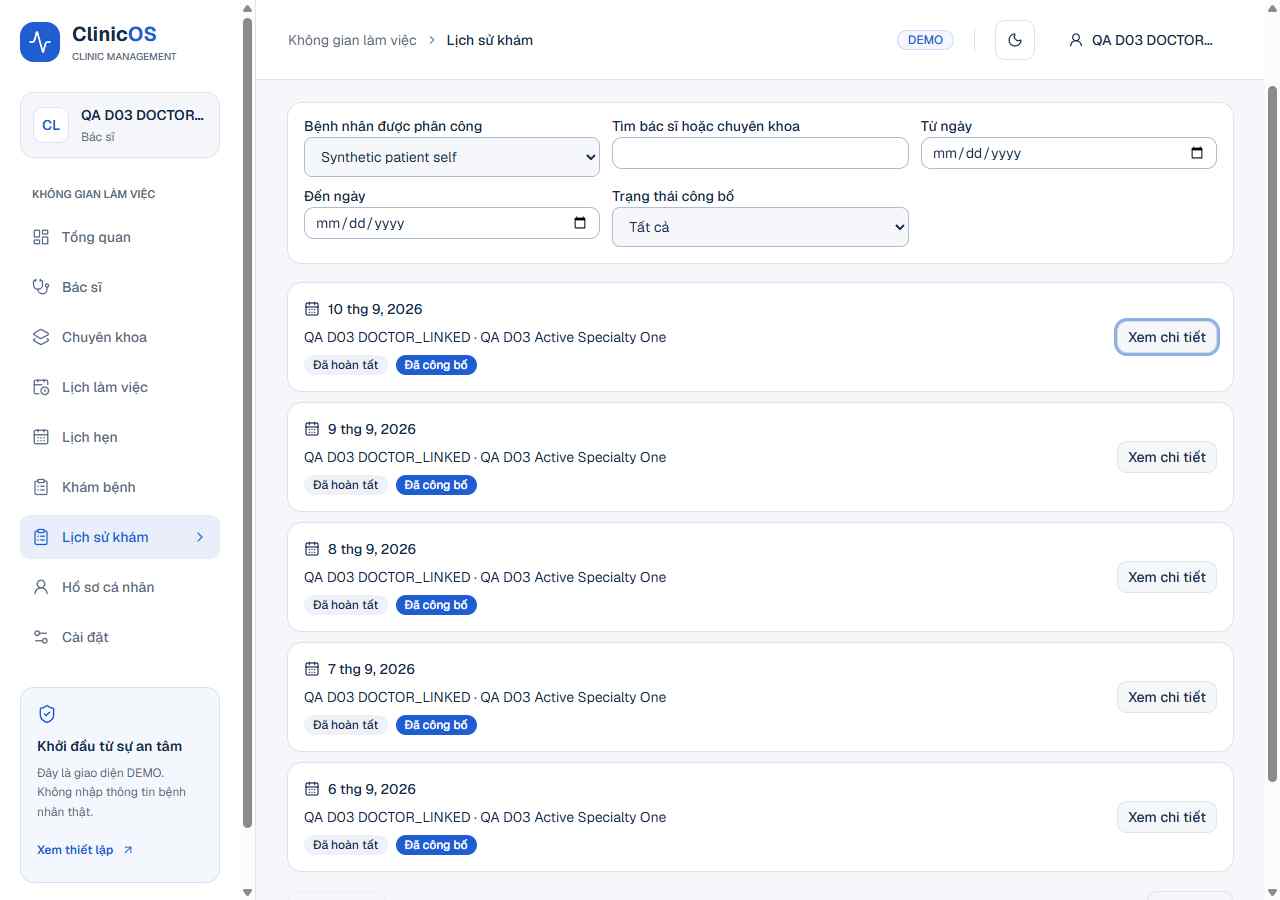 ClinicOS
CLINIC MANAGEMENT
CL
QA D03 DOCTOR...
Bác sĩ
KHÔNG GIAN LÀM VIỆC
Tổng quan
Bác sĩ
Chuyên khoa
Lịch làm việc
Lịch hẹn
Khám bệnh
Lịch sử khám
Hồ sơ cá nhân
Cài đặt
Khởi đầu từ sự an tâm
Đây là giao diện DEMO.
Không nhập thông tin bệnh
nhân thật.
Xem thiết lập
Không gian làm việc > Lịch sử khám
DEMO
QA D03 DOCTOR...
Bệnh nhân được phân công
Synthetic patient self
Tìm bác sĩ hoặc chuyên khoa
Từ ngày
mm/dd/yyyy
Đến ngày
mm/dd/yyyy
Trạng thái công bố
Tất cả
10 thg 9, 2026
QA D03 DOCTOR_LINKED · QA D03 Active Specialty One
Đã hoàn tất Đã công bố
Xem chi tiết
9 thg 9, 2026
QA D03 DOCTOR_LINKED · QA D03 Active Specialty One
Đã hoàn tất Đã công bố
Xem chi tiết
8 thg 9, 2026
QA D03 DOCTOR_LINKED · QA D03 Active Specialty One
Đã hoàn tất Đã công bố
Xem chi tiết
7 thg 9, 2026
QA D03 DOCTOR_LINKED · QA D03 Active Specialty One
Đã hoàn tất Đã công bố
Xem chi tiết
6 thg 9, 2026
QA D03 DOCTOR_LINKED · QA D03 Active Specialty One
Đã hoàn tất Đã công bố
Xem chi tiết